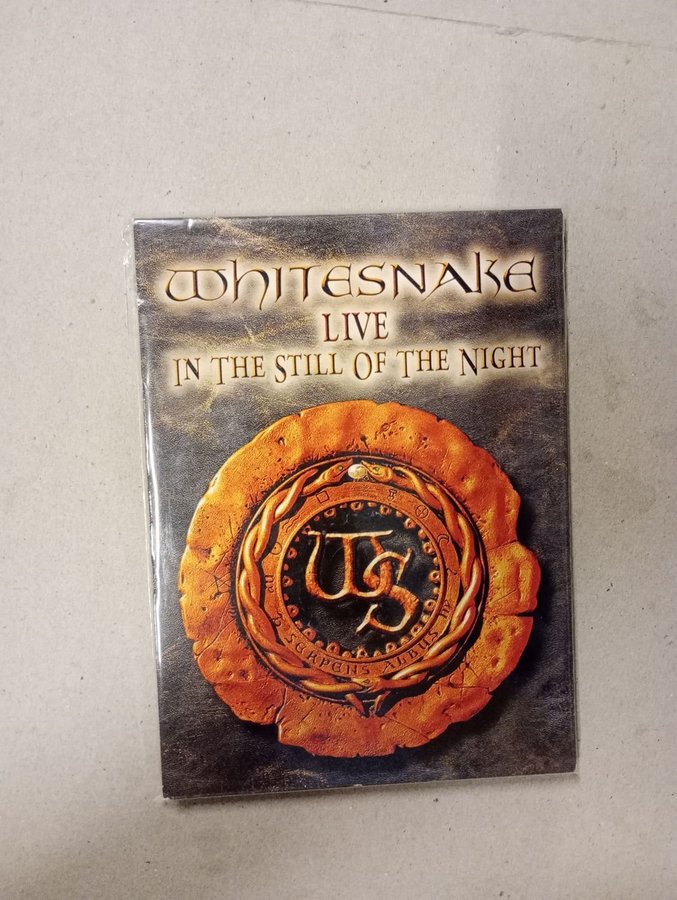 WHITESNAKE
LIVE
IN THE STILL OF THE NIGHT
WS
SERPENS ALBUS